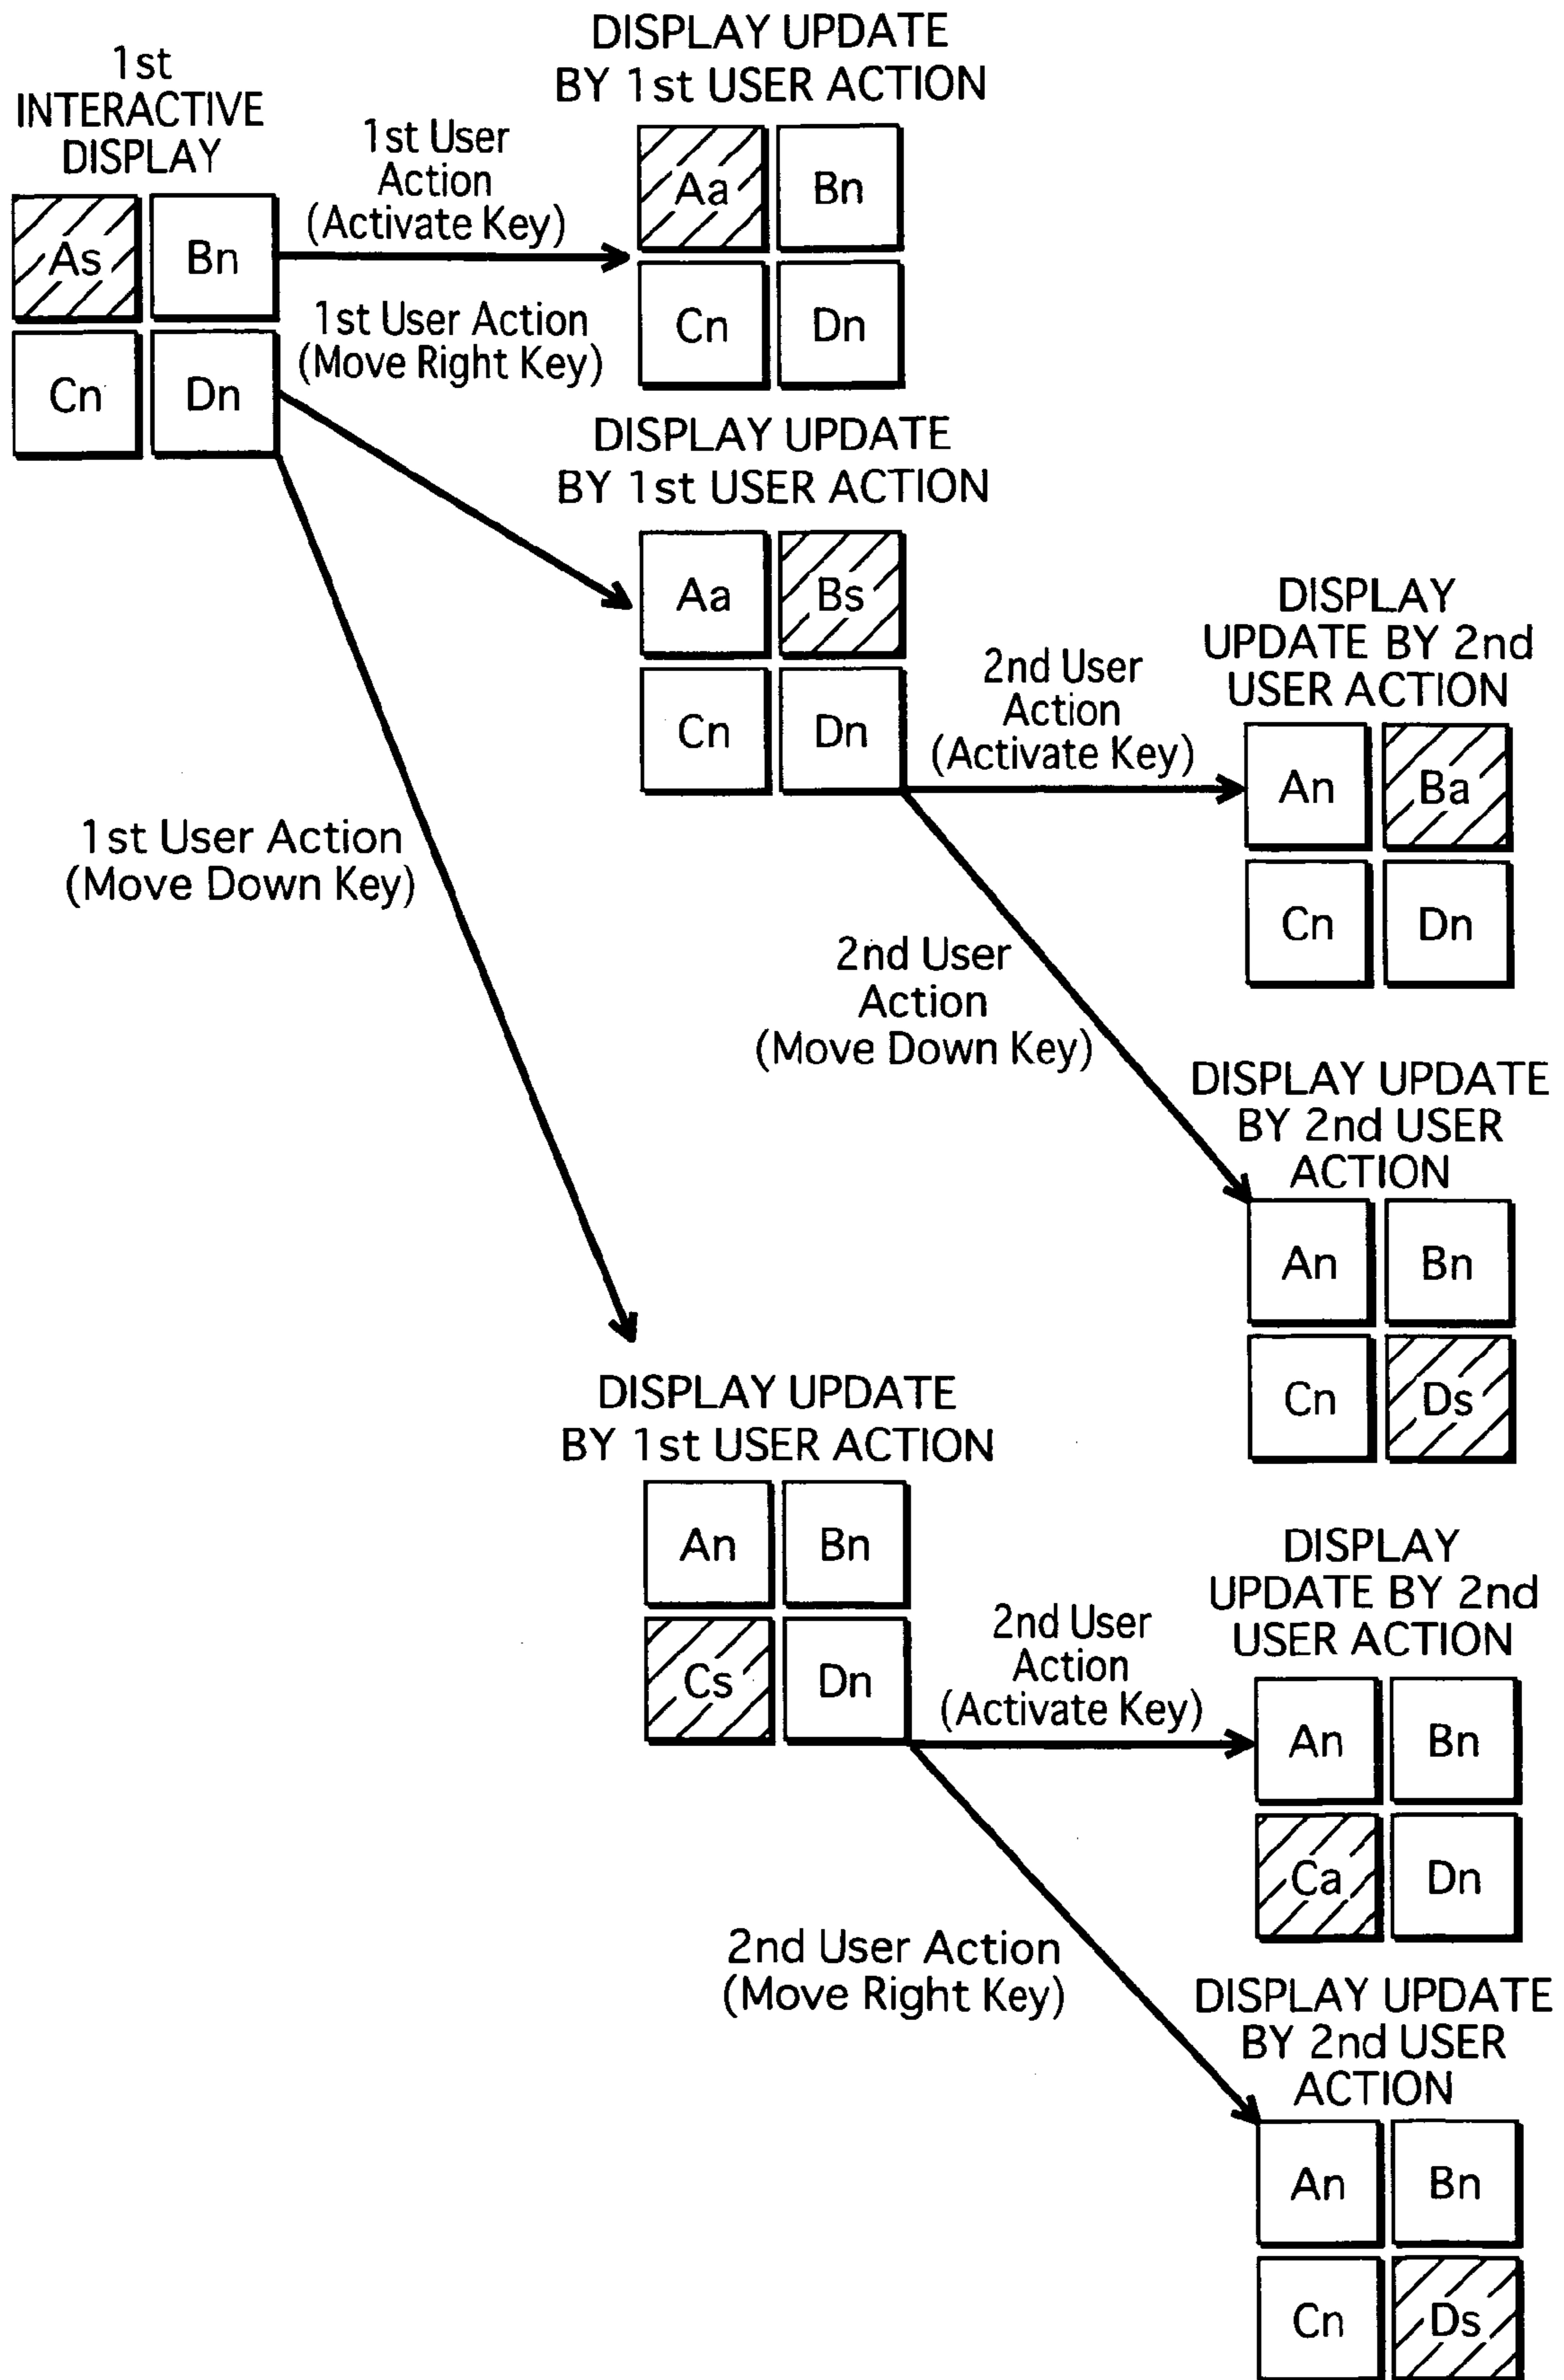 1st
INTERACTIVE
DISPLAY
As
Bn
Cn
Dn
1st User
Action
(Activate Key)
DISPLAY UPDATE
BY 1st USER ACTION
Aa
Bn
Cn
Dn
1st User Action
(Move Right Key)
DISPLAY UPDATE
BY 1st USER ACTION
Aa
Bs
Cn
Dn
2nd User
Action
(Activate Key)
DISPLAY
UPDATE BY 2nd
USER ACTION
An
Ba
Cn
Dn
2nd User
Action
(Move Down Key)
DISPLAY UPDATE
BY 2nd USER
ACTION
An
Bn
Cn
Ds
1st User Action
(Move Down Key)
DISPLAY UPDATE
BY 1st USER ACTION
An
Bn
Cs
Dn
2nd User
Action
(Activate Key)
DISPLAY
UPDATE BY 2nd
USER ACTION
An
Bn
Ca
Dn
2nd User Action
(Move Right Key)
DISPLAY UPDATE
BY 2nd USER
ACTION
An
Bn
Cn
Ds